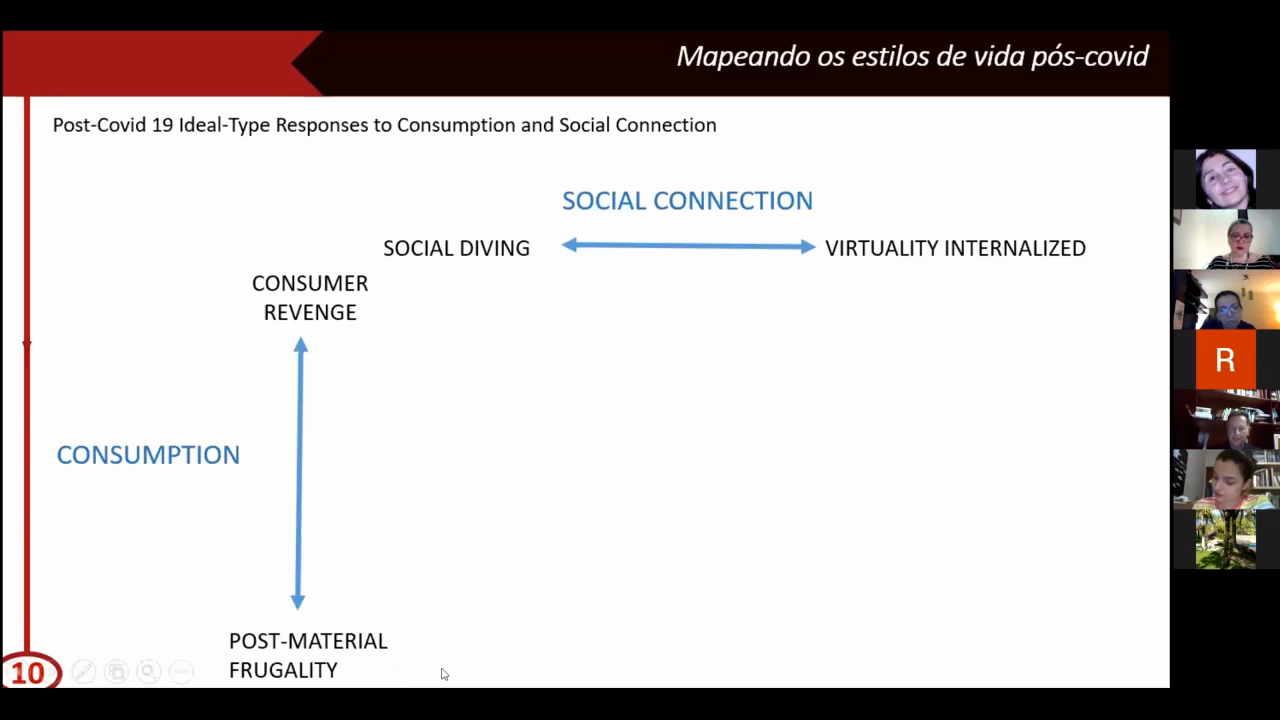 Mapeando os estilos de vida pós-covid
Post-Covid 19 Ideal-Type Responses to Consumption and Social Connection
SOCIAL CONNECTION
SOCIAL DIVING
VIRTUALITY INTERNALIZED
CONSUMER
REVENGE
CONSUMPTION
POST-MATERIAL
FRUGALITY
10
R